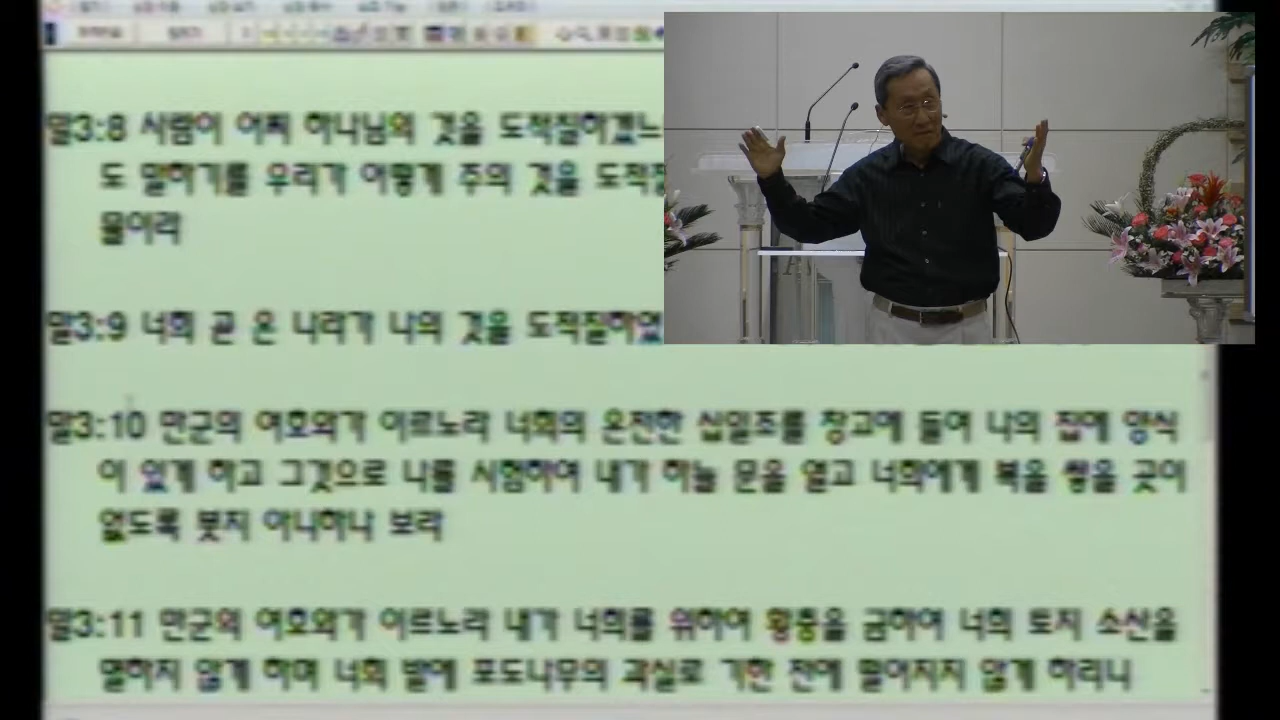 말3:8 사람이 어찌 하나님의 것을 도적질하겠느
도 말하기를 우리가 어떻게 주의 것을 도적질
물이라
말3:9 너희 곧 온 나라가 나의 것을 도적질하였
말3:10 만군의 여호와가 이르노라 너희의 온전한 십일조를 창고에 들여 나의 집에 양식
이 있게 하고 그것으로 나를 시험하여 내가 하늘 문을 열고 너희에게 복을 쌓을 곳이
없도록 붓지 아니하나 보라
말3:11 만군의 여호와가 이르노라 내가 너희를 위하여 황충을 금하여 너희 토지 소산을
멸하지 않게 하며 너희 밭에 포도나무의 과실로 기한 전에 떨어지지 않게 하리니